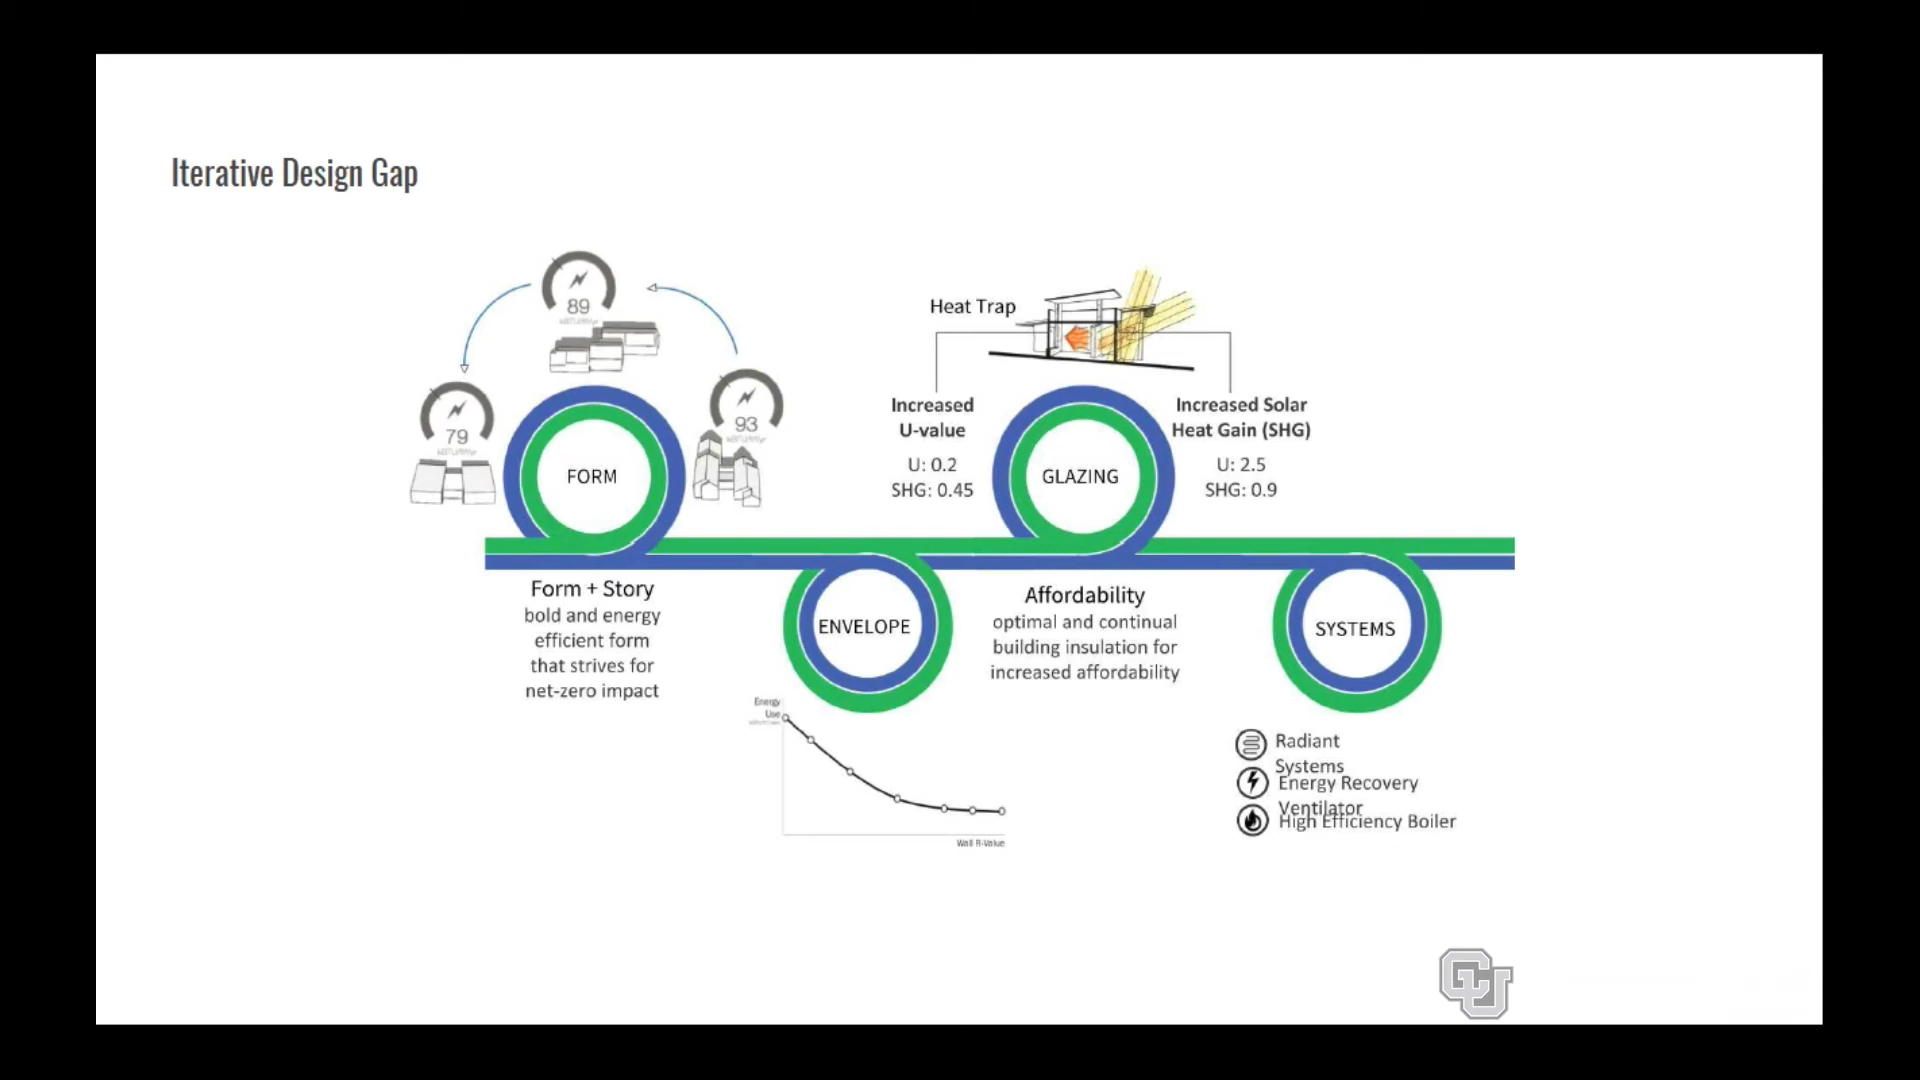 Iterative Design Gap
89
79
93
FORM
Form + Story
bold and energy
efficient form
that strives for
net-zero impact
ENVELOPE
Energy
Use
Wall R-Value
Heat Trap
Increased
U-value
U: 0.2
SHG: 0.45
GLAZING
Increased Solar
Heat Gain (SHG)
U: 2.5
SHG: 0.9
Affordability
optimal and continual
building insulation for
increased affordability
SYSTEMS
Radiant
Systems
Energy Recovery
Ventilator
High Efficiency Boiler
CU